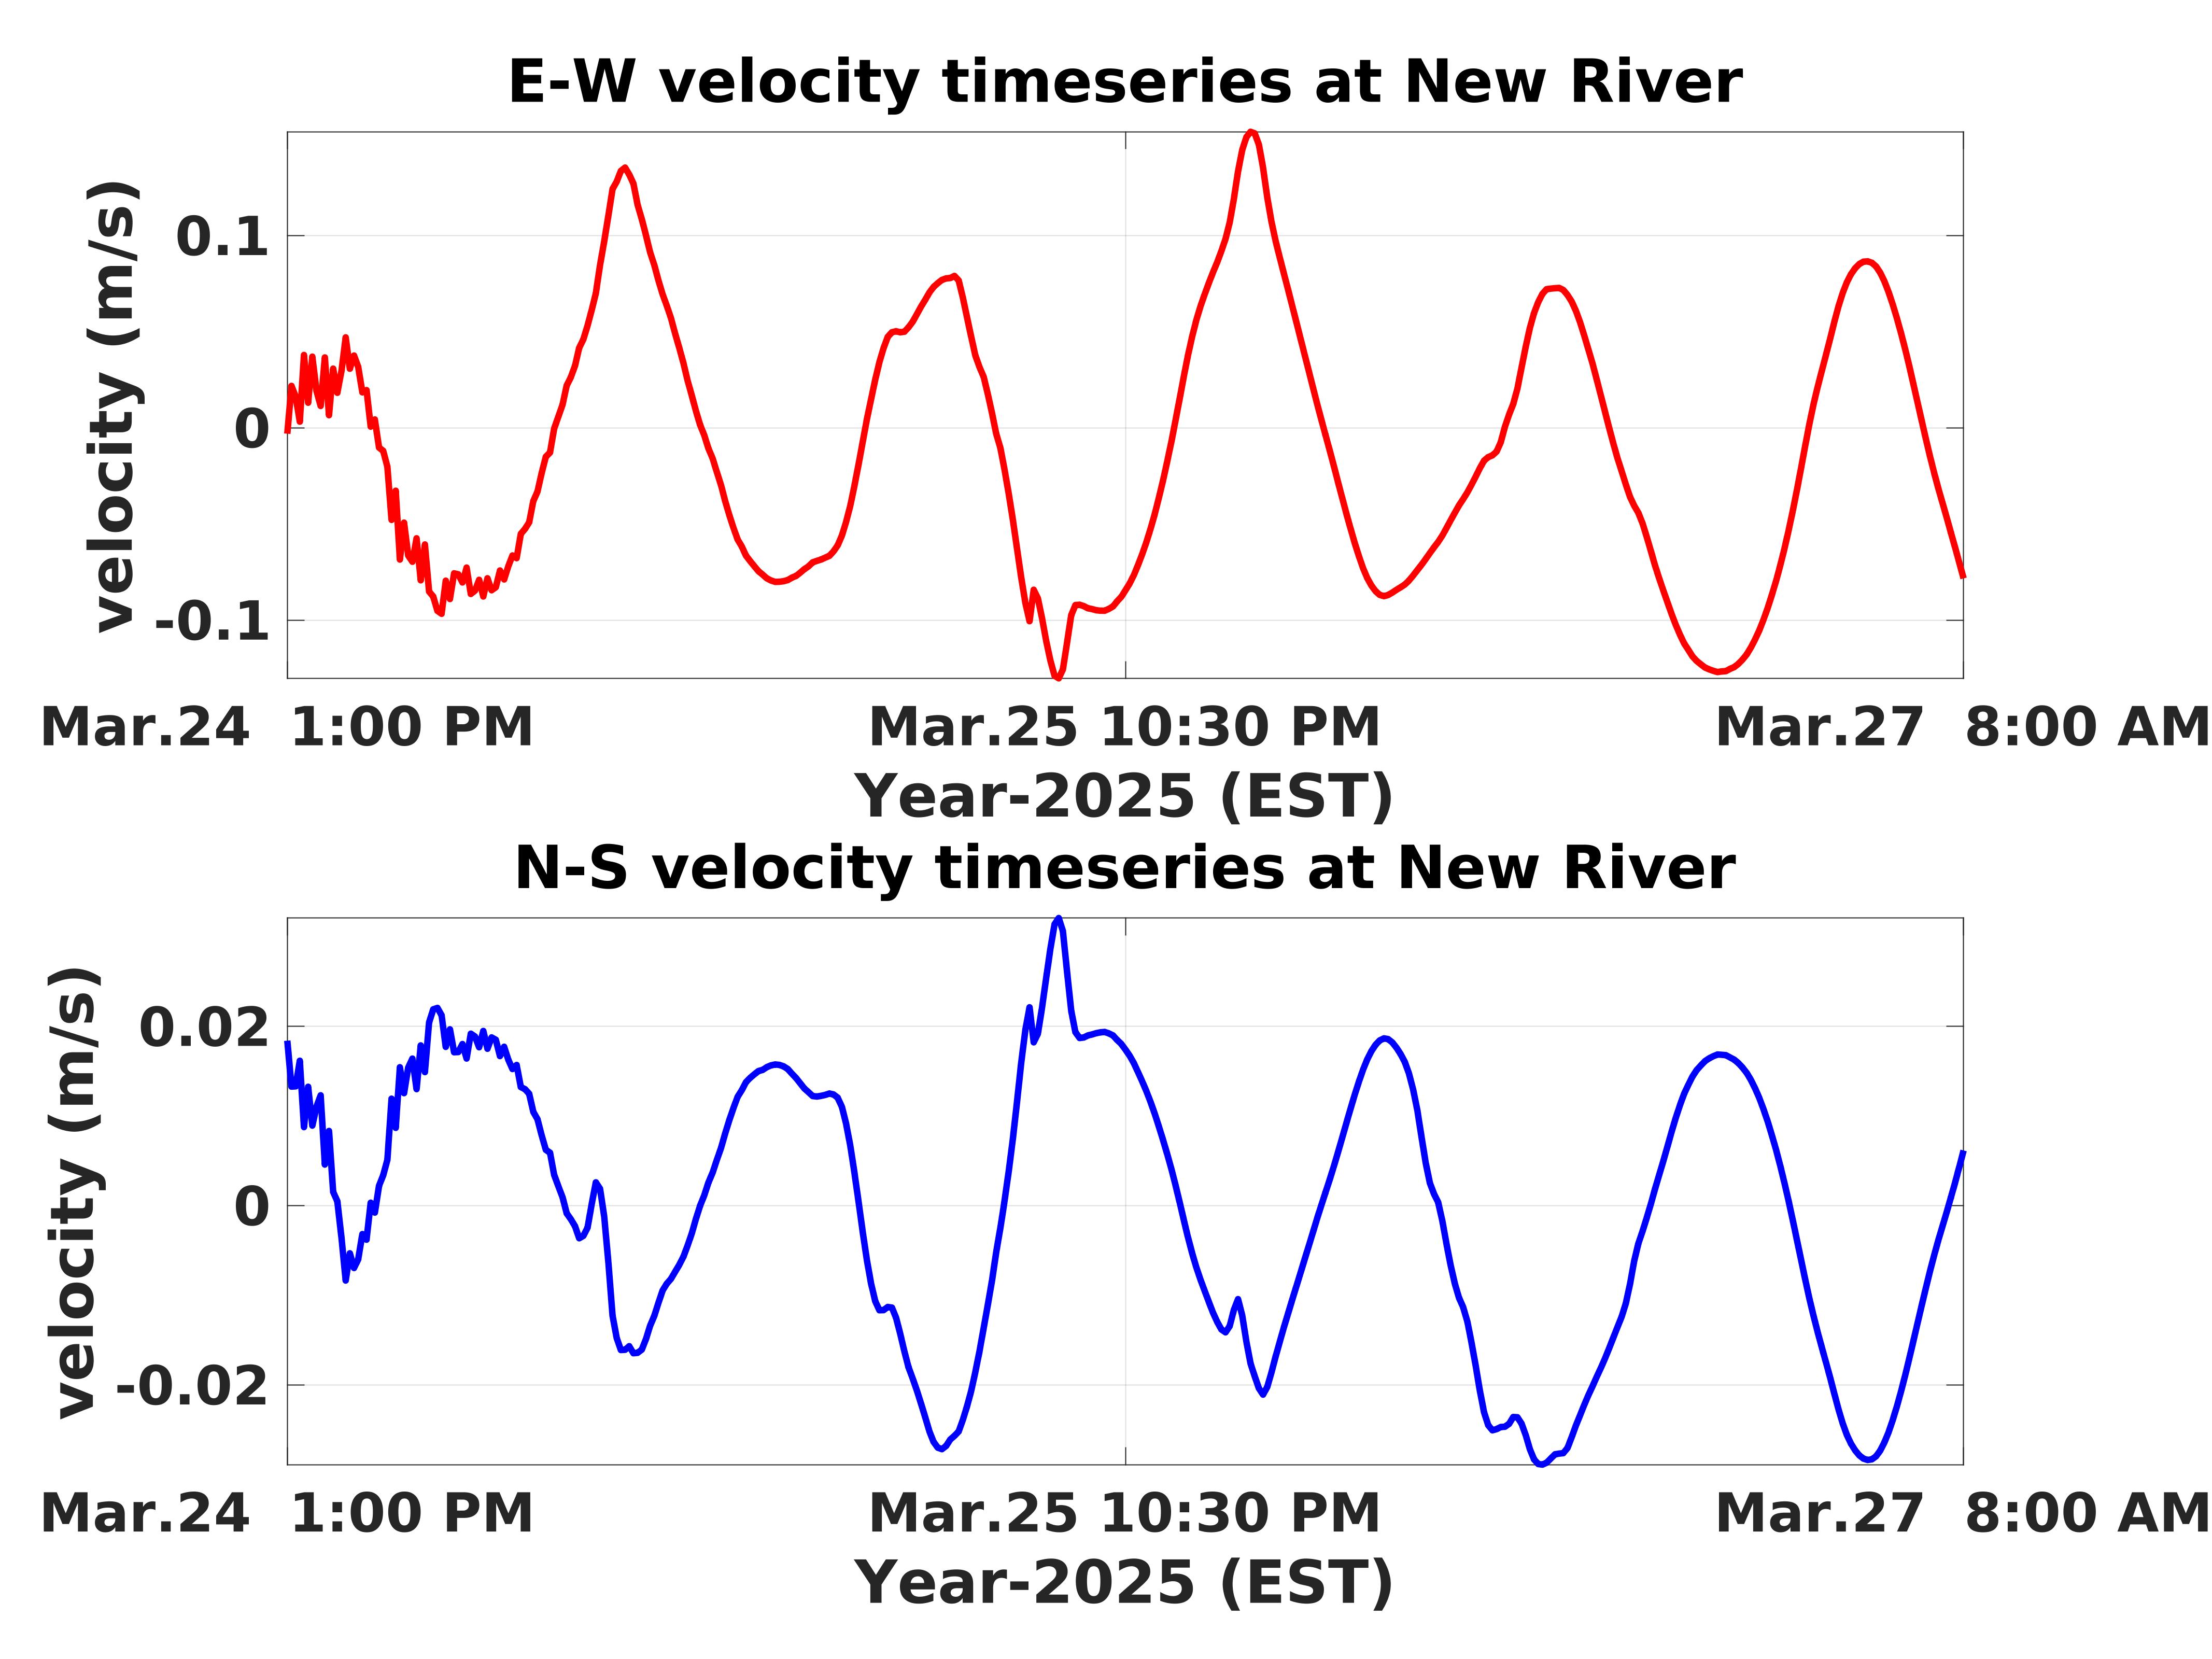 E-W velocity timeseries at New River
velocity (m/s)
0.1
0
-0.1
Mar.24 1:00 PM Mar.25 10:30 PM Mar.27 8:00 AM
Year-2025 (EST)
N-S velocity timeseries at New River
velocity (m/s)
0.02
0
-0.02
Mar.24 1:00 PM Mar.25 10:30 PM Mar.27 8:00 AM
Year-2025 (EST)